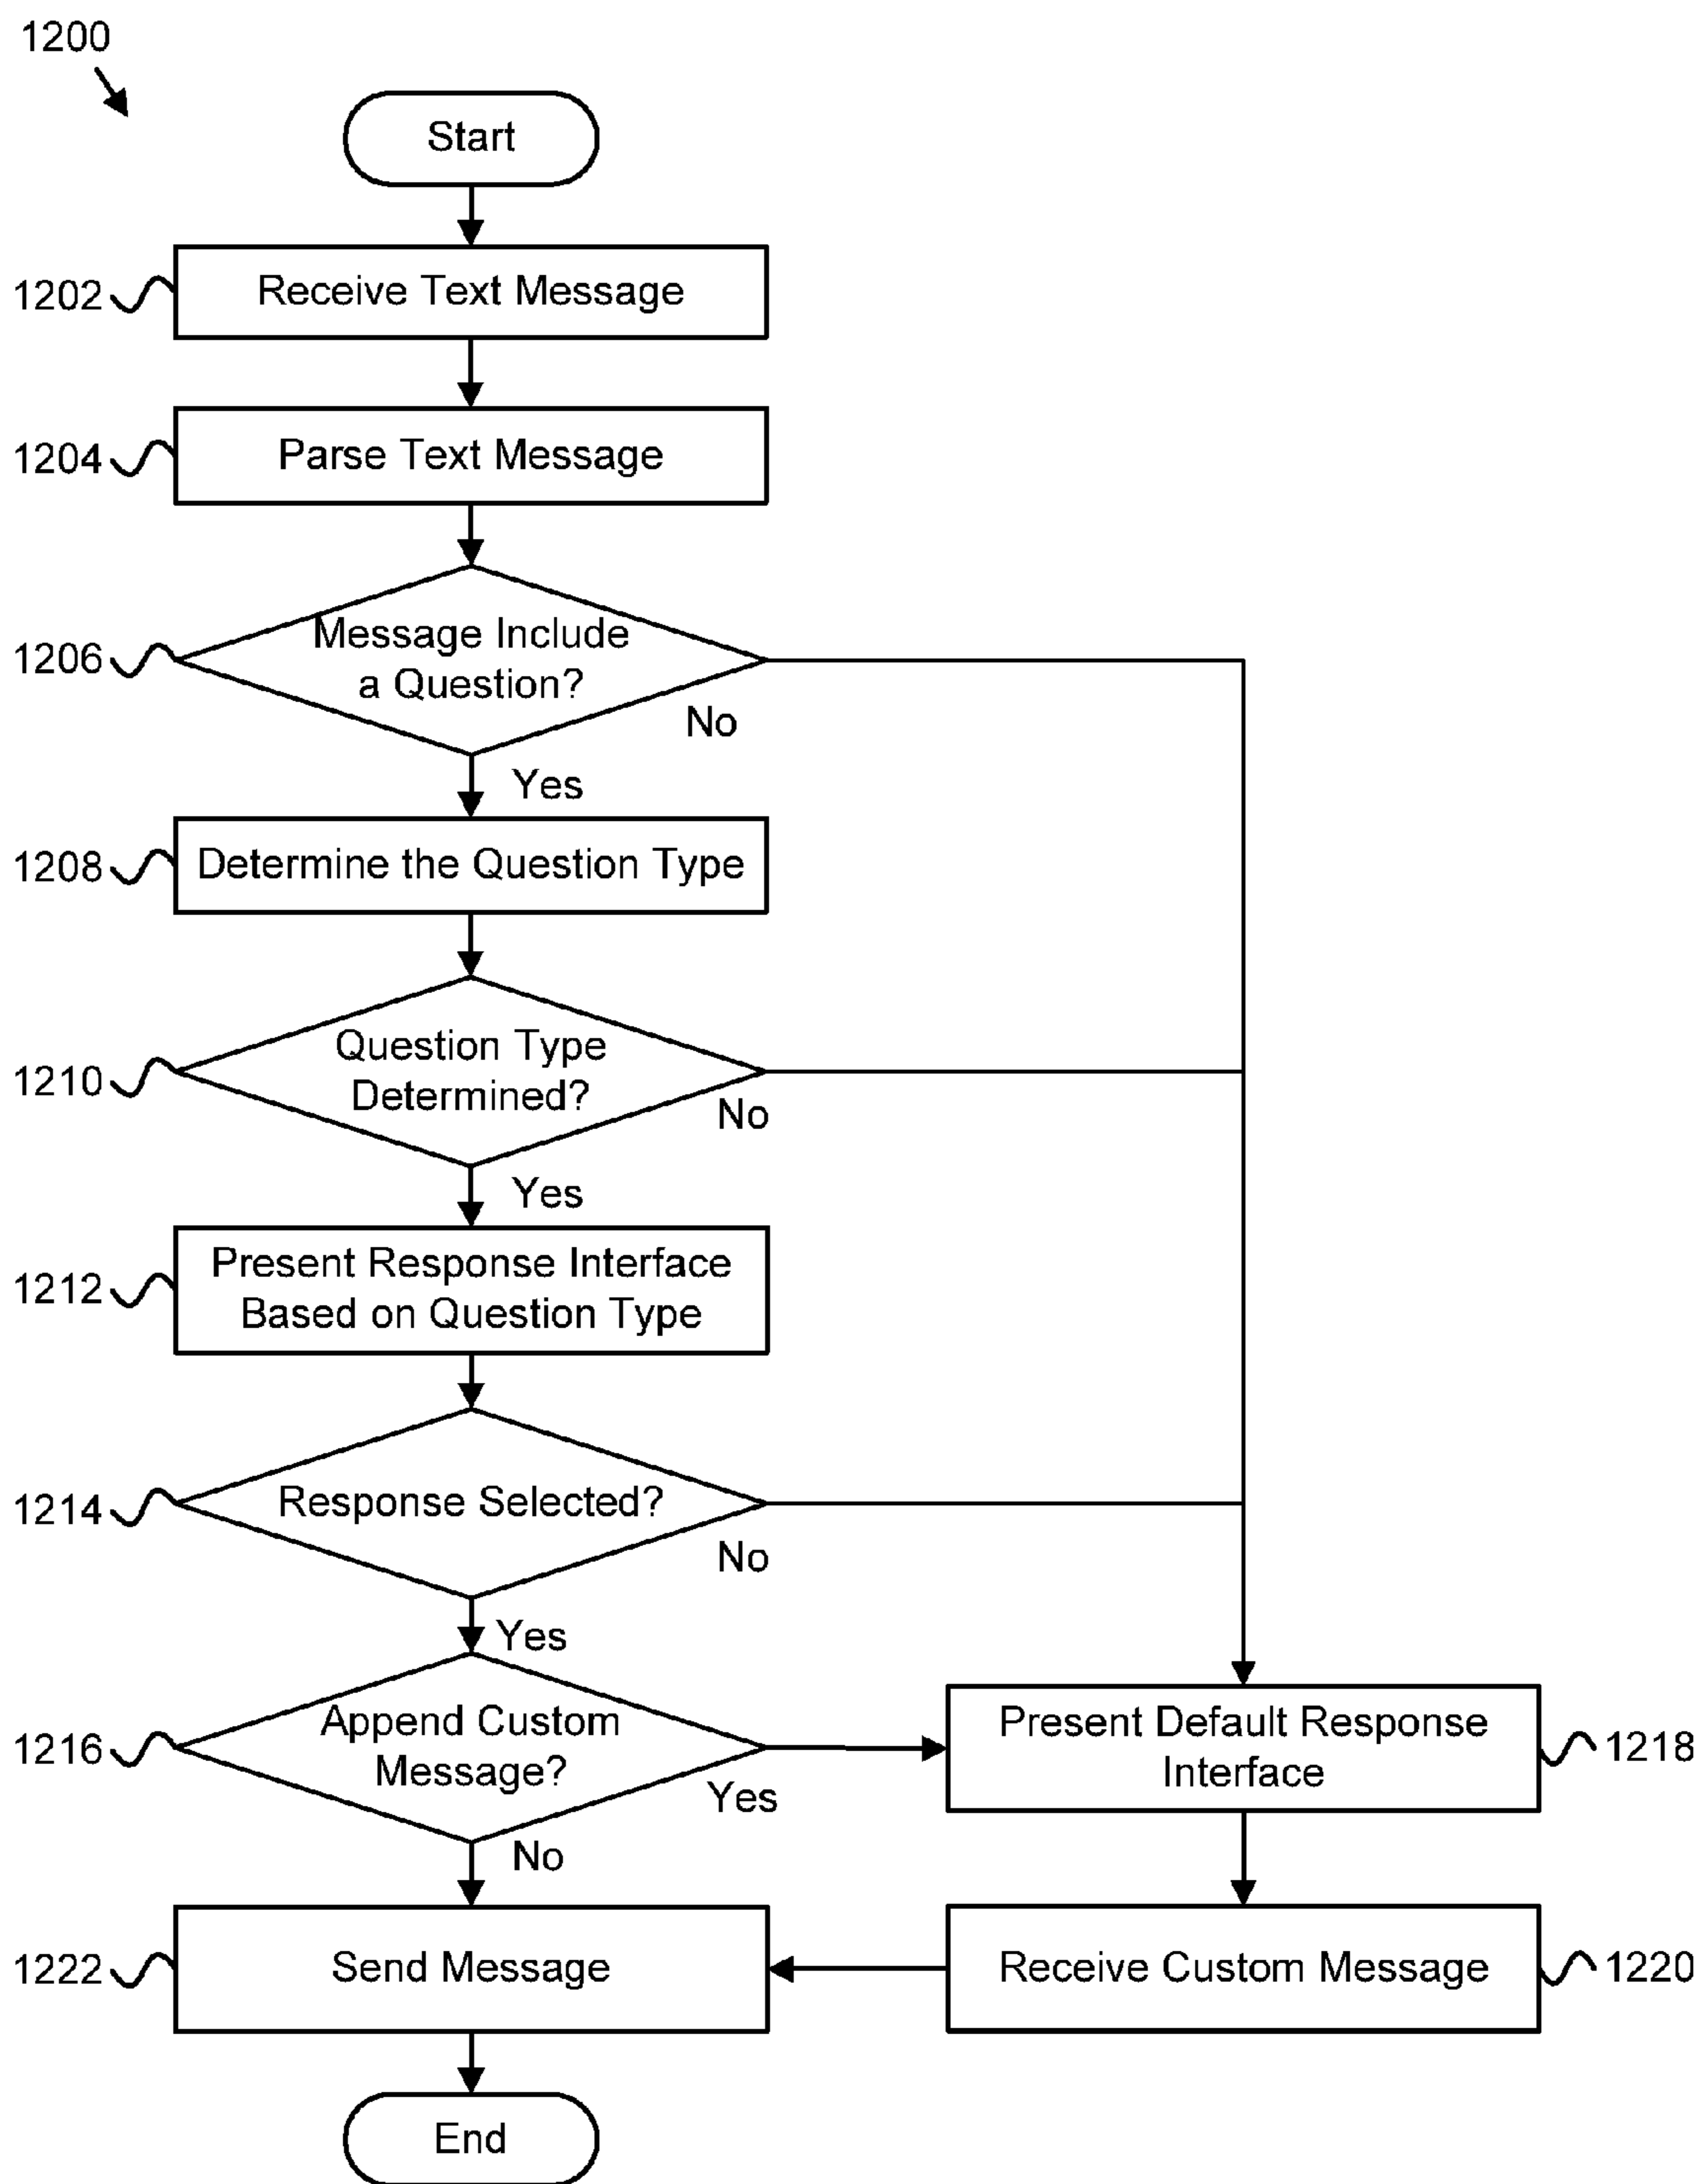 1200
Start
1202
Receive Text Message
1204
Parse Text Message
1206
Message Include
a Question?
No
Yes
1208
Determine the Question Type
1210
Question Type
Determined?
No
Yes
1212
Present Response Interface
Based on Question Type
1214
Response Selected?
No
Yes
1216
Append Custom
Message?
Yes
No
Present Default Response
Interface
1218
1222
Send Message
Receive Custom Message
1220
End